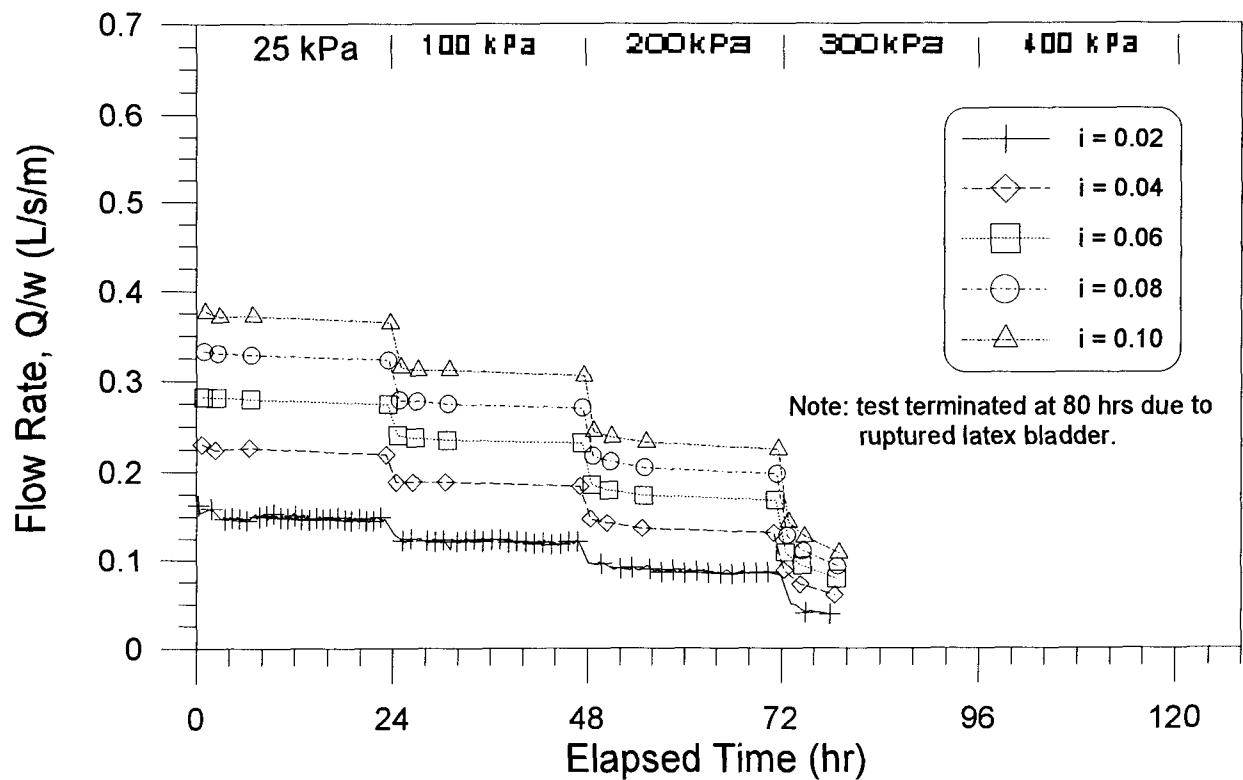 0.7
25 kPa
100 kPa
200kPa
300kPa
400 kPa
0.6
0.5
0.4
0.3
0.2
0.1
0
Flow Rate, Q/w (L/s/m)
i = 0.02
i = 0.04
i = 0.06
i = 0.08
i = 0.10
Note: test terminated at 80 hrs due to
ruptured latex bladder.
0
24
48
72
96
120
Elapsed Time (hr)